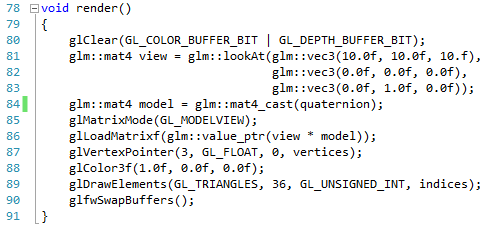 78 void render()
79 {
80 glClear(GL_COLOR_BUFFER_BIT | GL_DEPTH_BUFFER_BIT);
81 glm::mat4 view = glm::lookAt(glm::vec3(10.0f, 10.0f, 10.f),
82 glm::vec3(0.0f, 0.0f, 0.0f),
83 glm::vec3(0.0f, 1.0f, 0.0f));
84 glm::mat4 model = glm::mat4_cast(quaternion);
85 glMatrixMode(GL_MODELVIEW);
86 glLoadMatrixf(glm::value_ptr(view * model));
87 glVertexPointer(3, GL_FLOAT, 0, vertices);
88 glColor3f(1.0f, 0.0f, 0.0f);
89 glDrawElements(GL_TRIANGLES, 36, GL_UNSIGNED_INT, indices);
90 glfwSwapBuffers();
91 }